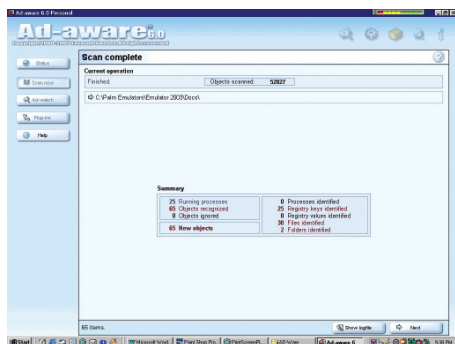 Ad-aware 6.0 Personal
Ad-aware 6.0
Status
Scan now
Ad-watch
Plug-ins
Help
Scan complete
Current operation
Finished
Objects scanned: 52827
C:\Palm Emulators\Emulator 2003\Docs\
Summary
25 Running processes
65 Objects recognized
0 Objects ignored
65 New objects
0 Processes identified
25 Registry keys identified
0 Registry values identified
38 Files identified
2 Folders identified
65 items.
Show logfile
Next
Start
Microsoft Word
Paint Shop Pro
Ad-aware 6